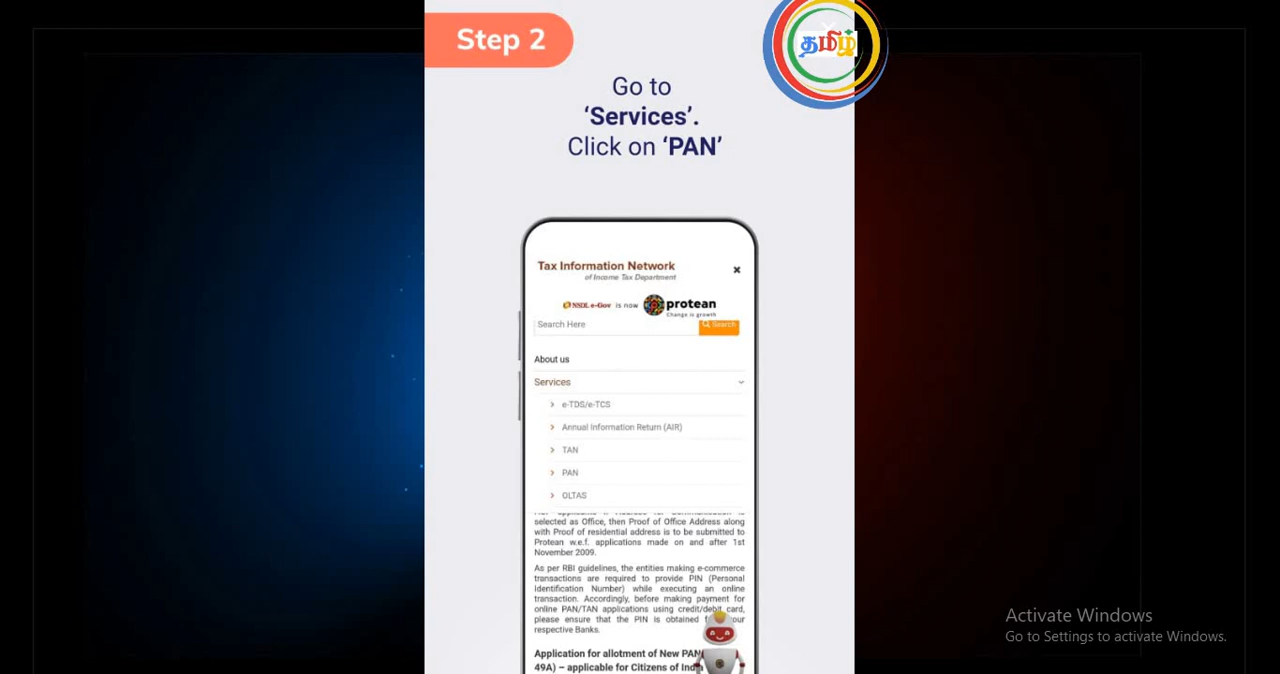 Step 2
தமிழ்
Go to
‘Services’.
Click on ‘PAN’
Tax Information Network
of Income Tax Department
NSDL e-Gov is now protean
Change is growth
Search Here
Search
About us
Services
e-TDS/e-TCS
Annual Information Return (AIR)
TAN
PAN
OLTAS
selected as Office, then Proof of Office Address along
with Proof of residential address is to be submitted to
Protean w.e.f. applications made on and after 1st
November 2009.
As per RBI guidelines, the entities making e-commerce
transactions are required to provide PIN (Personal
Identification Number) while executing an online
transaction. Accordingly, before making payment for
online PAN/TAN applications using credit/debit card,
please ensure that the PIN is obtained
respective Banks.
Application for allotment of New PAN
49A) – applicable for Citizens of
Activate Windows
Go to Settings to activate Windows.